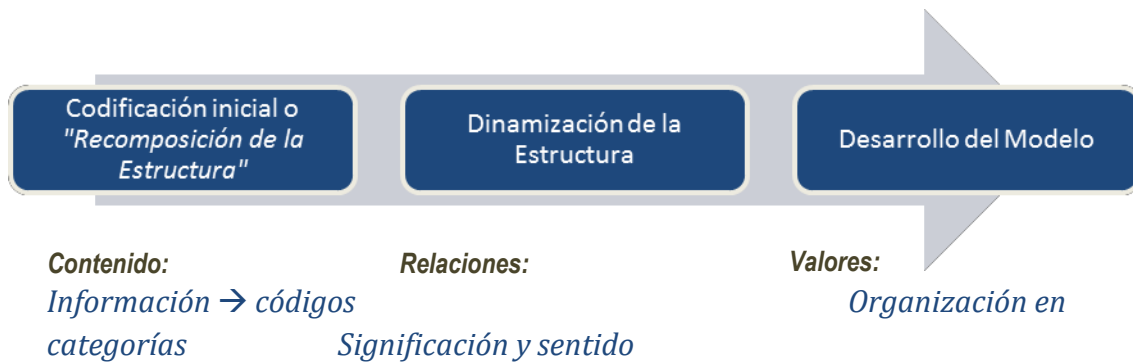 Codificación inicial o
"Recomposición de la
Estructura"
Dinamización de la
Estructura
Desarrollo del Modelo
Contenido:
Relaciones:
Valores:
Información → códigos
Organización en
categorías
Significación y sentido